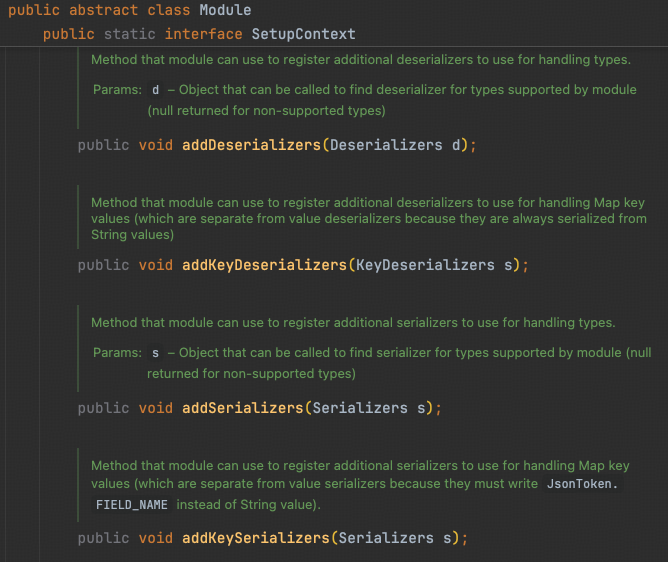 public abstract class Module
public static interface SetupContext
Method that module can use to register additional deserializers to use for handling types.
Params: d – Object that can be called to find deserializer for types supported by module
(null returned for non-supported types)
public void addDeserializers(Deserializers d);
Method that module can use to register additional deserializers to use for handling Map key
values (which are separate from value deserializers because they are always serialized from
String values)
public void addKeyDeserializers(KeyDeserializers s);
Method that module can use to register additional serializers to use for handling types.
Params: s – Object that can be called to find serializer for types supported by module (null
returned for non-supported types)
public void addSerializers(Serializers s);
Method that module can use to register additional serializers to use for handling Map key
values (which are separate from value serializers because they must write JsonToken.
FIELD_NAME instead of String value).
public void addKeySerializers(Serializers s);